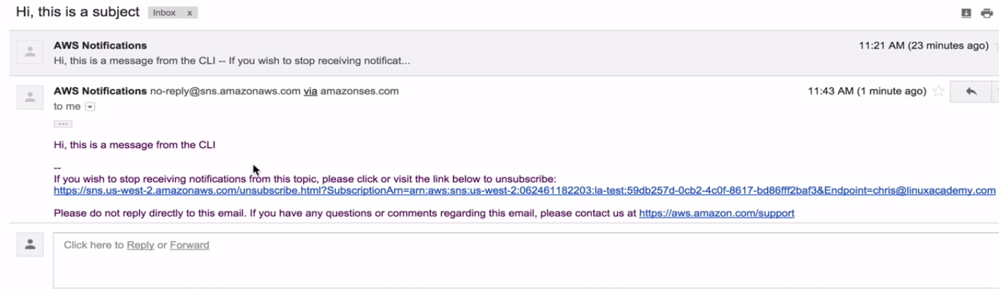 Hi, this is a subject Inbox x
AWS Notifications 11:21 AM (23 minutes ago)
Hi, this is a message from the CLI -- If you wish to stop receiving notificat...
AWS Notifications no-reply@sns.amazonaws.com via amazonses.com 11:43 AM (1 minute ago)
to me
Hi, this is a message from the CLI
--
If you wish to stop receiving notifications from this topic, please click or visit the link below to unsubscribe:
https://sns.us-west-2.amazonaws.com/unsubscribe.html?SubscriptionArn=arn:aws:sns:us-west-2:062461182203:la-test:59db257d-0cb2-4c0f-8617-bd86fff2baf3&Endpoint=chris@linuxacademy.com
Please do not reply directly to this email. If you have any questions or comments regarding this email, please contact us at https://aws.amazon.com/support
Click here to Reply or Forward